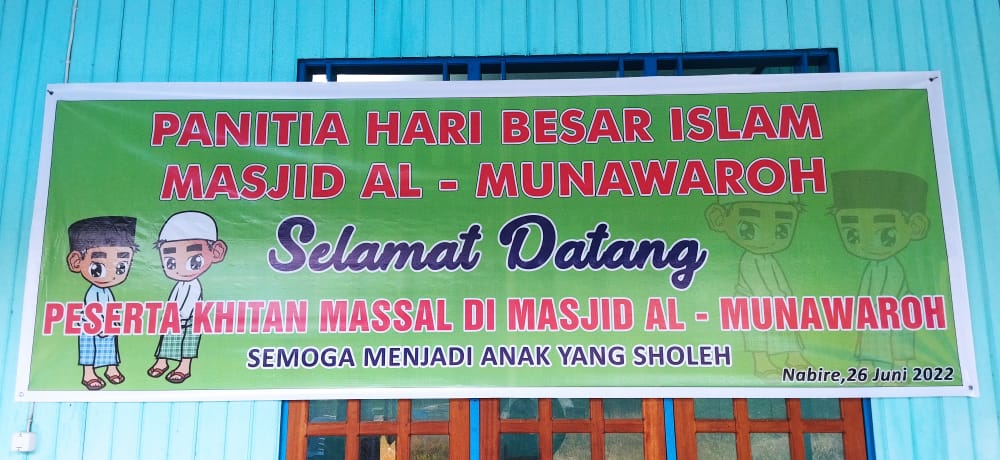 PANITIA HARI BESAR ISLAM
MASJID AL - MUNAWAROH
Selamat Datang
PESERTA KHITAN MASSAL DI MASJID AL - MUNAWAROH
SEMOGA MENJADI ANAK YANG SHOLEH
Nabire,26 Juni 2022